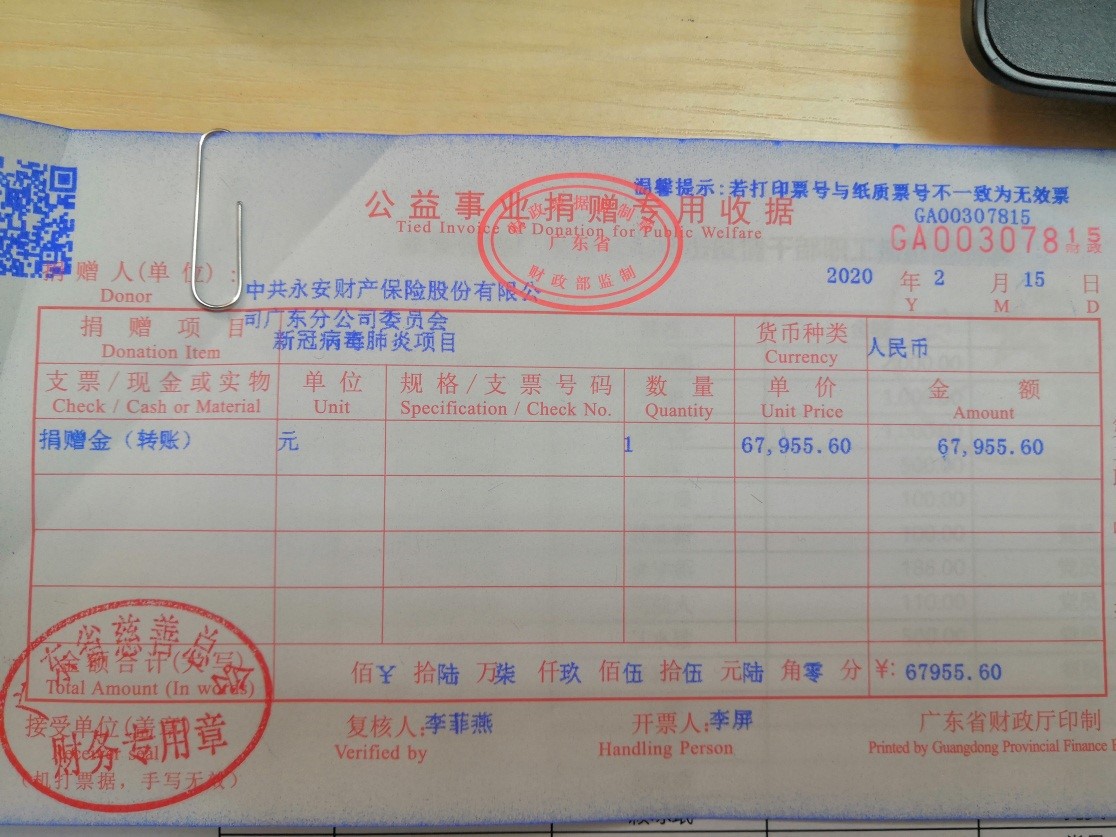 温馨提示:若打印票号与纸质票号不一致为无效票
公益事业捐赠专用收据
GA00307815
Tied Invoice of Donation for Public Welfare
GA00307815
财政
广东省
财政部监制
捐赠人(单位):
Donor
中共永安财产保险股份有限公
司广东分公司委员会
2020 年 2 月 15 日
Y M D
捐赠项目
Donation Item
新冠病毒肺炎项目
货币种类
Currency
人民币
支票/现金或实物 单位 规格/支票号码 数量 单价 金额
Check / Cash or Material Unit Specification / Check No. Quantity Unit Price Amount
捐赠金（转账） 元 1 67,955.60 67,955.60
金额合计(大写) 佰¥ 拾陆 万柒 仟玖 佰伍 拾伍 元陆 角零 分 ¥: 67955.60
Total Amount (In words)
接受单位(盖章) 复核人:李菲燕 开票人:李屏 广东省财政厅印制
Receiver's seal Verified by Handling Person Printed by Guangdong Provincial Finance
(机打票据，手写无效)
广东省慈善总会
财务专用章